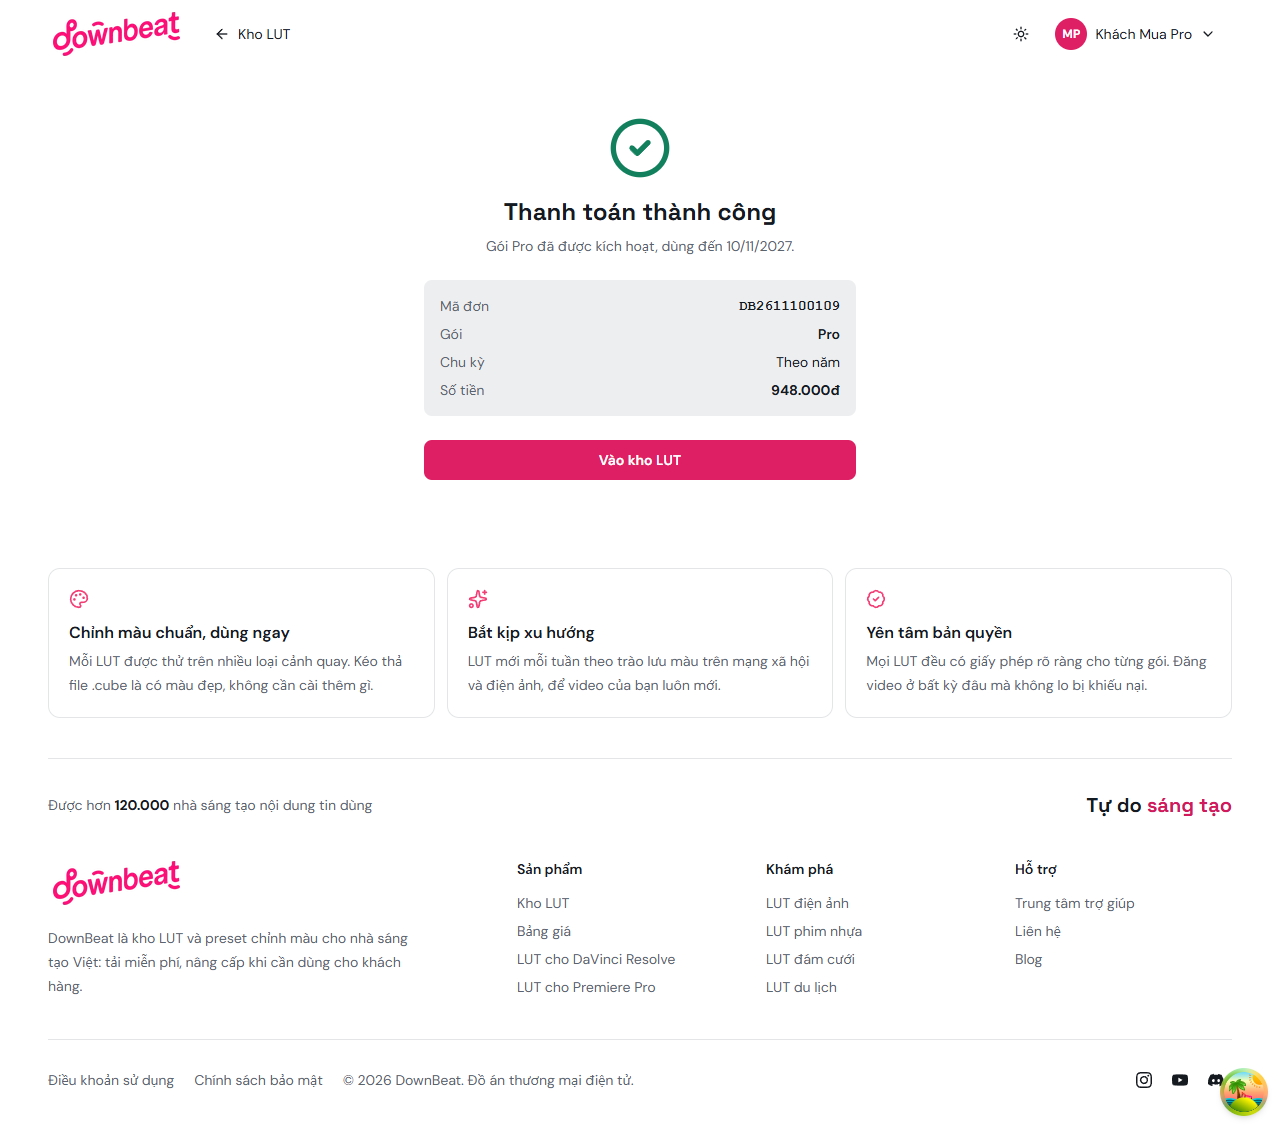 downbeat
Kho LUT
MP
Khách Mua Pro
Thanh toán thành công
Gói Pro đã được kích hoạt, dùng đến 10/11/2027.
Mã đơn DB2611100109
Gói Pro
Chu kỳ Theo năm
Số tiền 948.000đ
Vào kho LUT
Chỉnh màu chuẩn, dùng ngay
Mỗi LUT được thử trên nhiều loại cảnh quay. Kéo thả
file .cube là có màu đẹp, không cần cài thêm gì.
Bắt kịp xu hướng
LUT mới mỗi tuần theo trào lưu màu trên mạng xã hội
và điện ảnh, để video của bạn luôn mới.
Yên tâm bản quyền
Mọi LUT đều có giấy phép rõ ràng cho từng gói. Đăng
video ở bất kỳ đâu mà không lo bị khiếu nại.
Được hơn 120.000 nhà sáng tạo nội dung tin dùng
Tự do sáng tạo
downbeat
DownBeat là kho LUT và preset chỉnh màu cho nhà sáng
tạo Việt: tải miễn phí, nâng cấp khi cần dùng cho khách
hàng.
Sản phẩm
Kho LUT
Bảng giá
LUT cho DaVinci Resolve
LUT cho Premiere Pro
Khám phá
LUT điện ảnh
LUT phim nhựa
LUT đám cưới
LUT du lịch
Hỗ trợ
Trung tâm trợ giúp
Liên hệ
Blog
Điều khoản sử dụng
Chính sách bảo mật
© 2026 DownBeat. Đồ án thương mại điện tử.